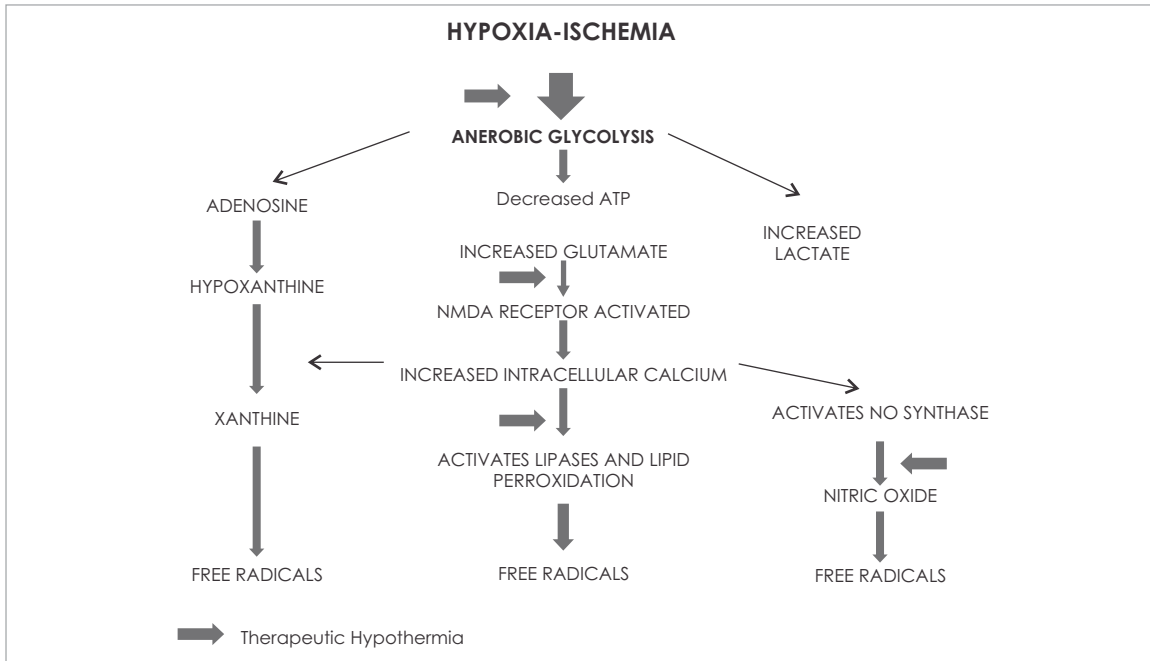 HYPOXIA-ISCHEMIA
ANEROBIC GLYCOLYSIS
Decreased ATP
ADENOSINE
INCREASED
LACTATE
INCREASED GLUTAMATE
HYPOXANTHINE
NMDA RECEPTOR ACTIVATED
INCREASED INTRACELLULAR CALCIUM
XANTHINE
ACTIVATES NO SYNTHASE
ACTIVATES LIPASES AND LIPID
PERROXIDATION
NITRIC OXIDE
FREE RADICALS
FREE RADICALS
FREE RADICALS
Therapeutic Hypothermia